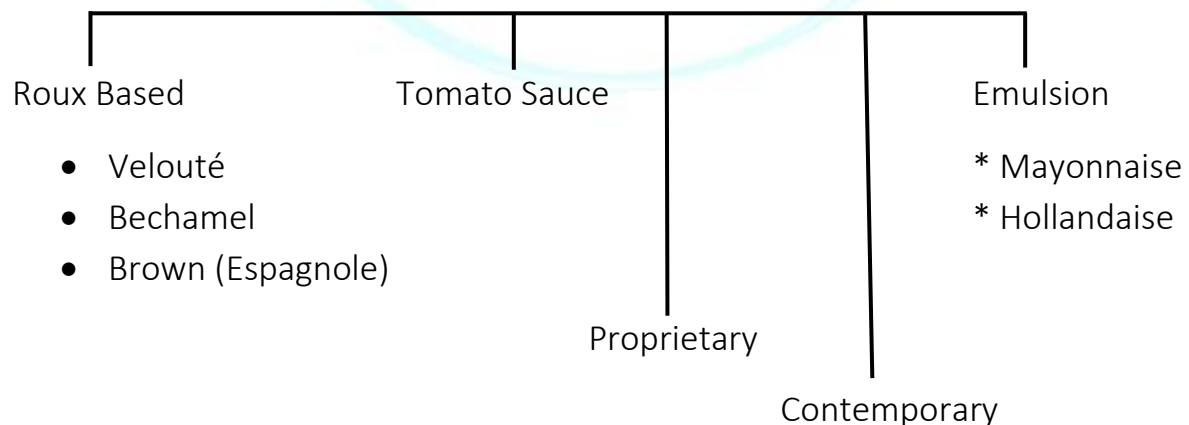 Roux Based
Tomato Sauce
Emulsion
• Velouté
• Bechamel
• Brown (Espagnole)
* Mayonnaise
* Hollandaise
Proprietary
Contemporary